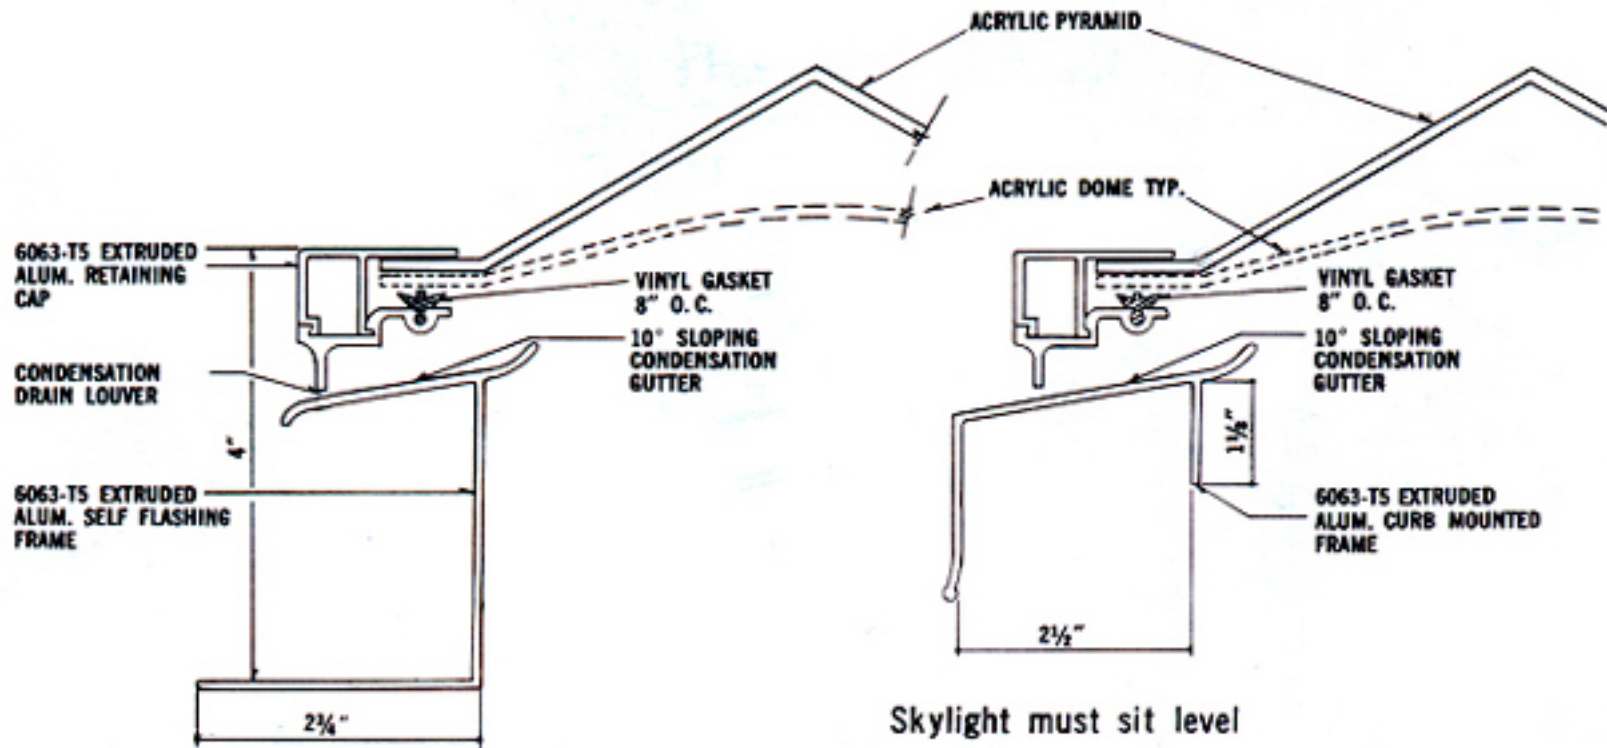 ACRYLIC PYRAMID
ACRYLIC DOME TYP.
6063-T5 EXTRUDED
ALUM. RETAINING
CAP
VINYL GASKET
8" O.C.
10° SLOPING
CONDENSATION
GUTTER
CONDENSATION
DRAIN LOUVER
4"
6063-T5 EXTRUDED
ALUM. SELF FLASHING
FRAME
2¾"
VINYL GASKET
8" O.C.
10° SLOPING
CONDENSATION
GUTTER
1⅛"
6063-T5 EXTRUDED
ALUM. CURB MOUNTED
FRAME
2½"
Skylight must sit level